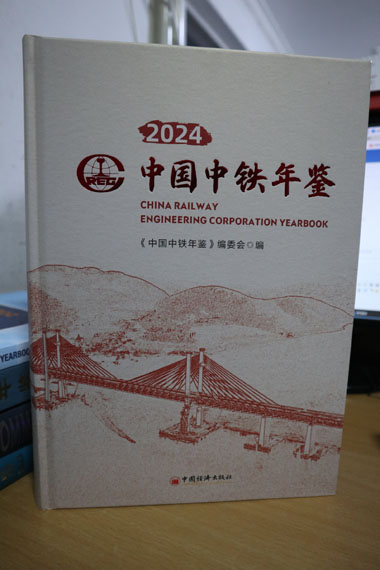 2024
CREC
中国中铁年鉴
CHINA RAILWAY
ENGINEERING CORPORATION YEARBOOK
《中国中铁年鉴》编委会◎编
YEARBOOK
中国经济出版社